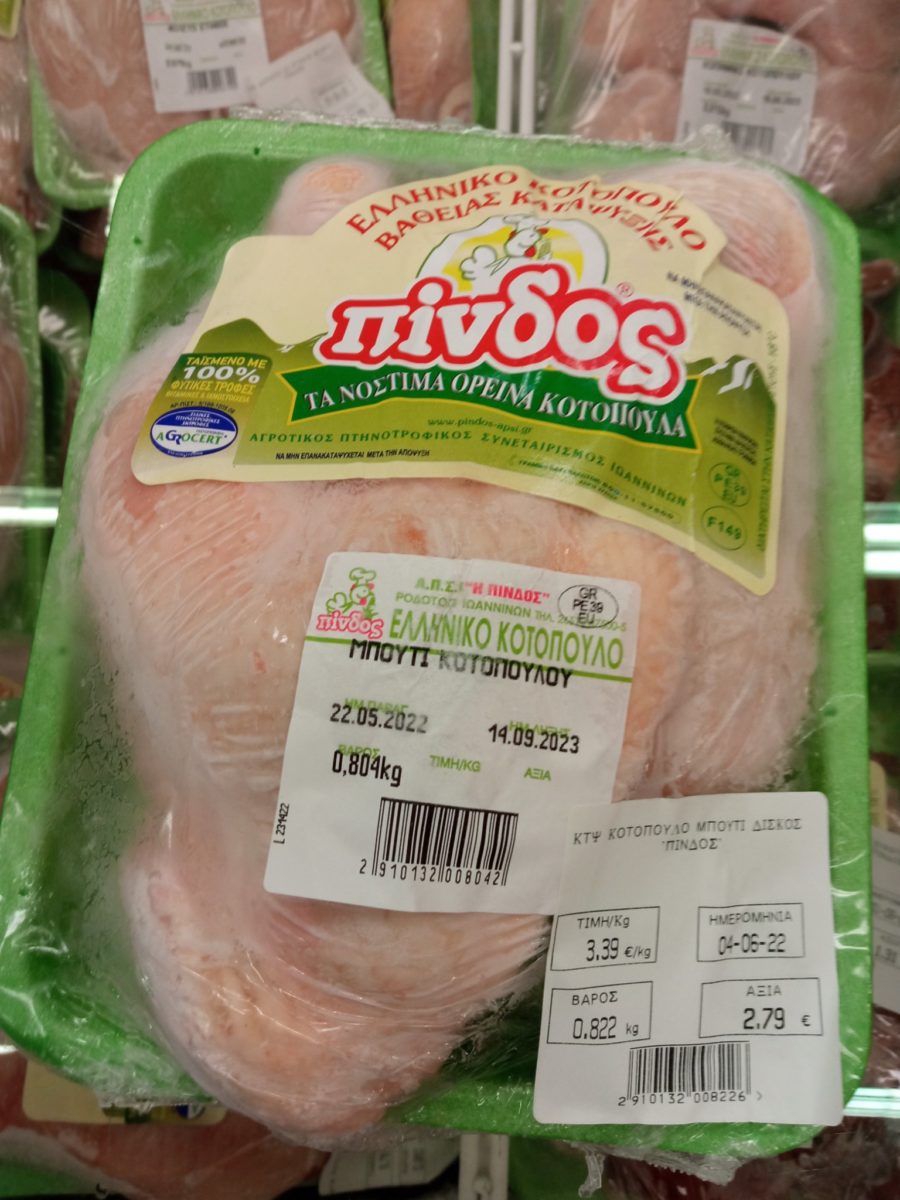 ΕΛΛΗΝΙΚΟ ΚΟΤΟΠΟΥΛΟ
ΒΑΘΕΙΑΣ ΚΑΤΑΨΥΞΗΣ
πίνδος®
ΤΑ ΝΟΣΤΙΜΑ ΟΡΕΙΝΑ ΚΟΤΟΠΟΥΛΑ
www.pindos-apsi.gr
ΑΓΡΟΤΙΚΟΣ ΠΤΗΝΟΤΡΟΦΙΚΟΣ ΣΥΝΕΤΑΙΡΙΣΜΟΣ ΙΩΑΝΝΙΝΩΝ
ΝΑ ΜΗΝ ΕΠΑΝΑΚΑΤΑΨΥΧΕΤΑΙ ΜΕΤΑ ΤΗΝ ΑΠΟΨΥΞΗ
ΤΑΪΣΜΕΝΟ ΜΕ
100%
ΦΥΤΙΚΕΣ ΤΡΟΦΕΣ
AGROCERT
F149
Α.Π.Σ.Ι "Η ΠΙΝΔΟΣ"
ΙΩΑΝΝΙΝΩΝ ΤΗΛ.
GR
PE39
EU
πίνδος
ΕΛΛΗΝΙΚΟ ΚΟΤΟΠΟΥΛΟ
ΜΠΟΥΤΙ ΚΟΤΟΠΟΥΛΟΥ
22.05.2022
14.09.2023
ΒΑΡΟΣ
0,804kg
ΤΙΜΗ/KG
ΑΞΙΑ
L 231422
2 910132 008042
ΚΤΨ ΚΟΤΟΠΟΥΛΟ ΜΠΟΥΤΙ ΔΙΣΚΟΣ
'ΠΙΝΔΟΣ'
ΤΙΜΗ/Kg
3.39 €/kg
ΗΜΕΡΟΜΗΝΙΑ
04-06-22
ΒΑΡΟΣ
0.822 kg
ΑΞΙΑ
2.79 €
2 910132 008226 >